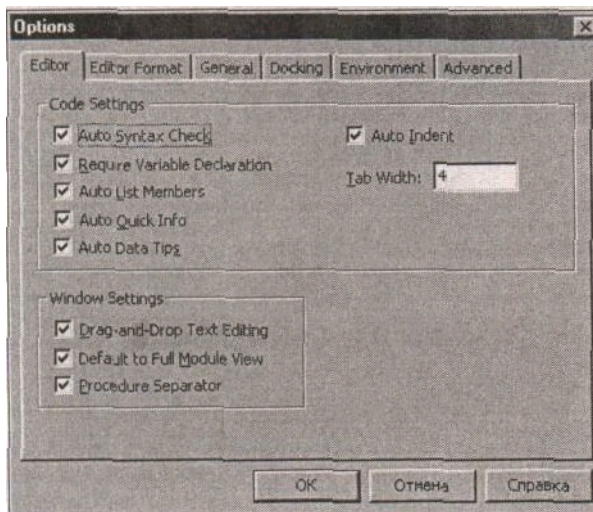 Options
Editor Editor Format General Docking Environment Advanced
Code Settings
Auto Syntax Check Auto Indent
Require Variable Declaration Tab Width: 4
Auto List Members
Auto Quick Info
Auto Data Tips
Window Settings
Drag-and-Drop Text Editing
Default to Full Module View
Procedure Separator
OK Отмена Справка